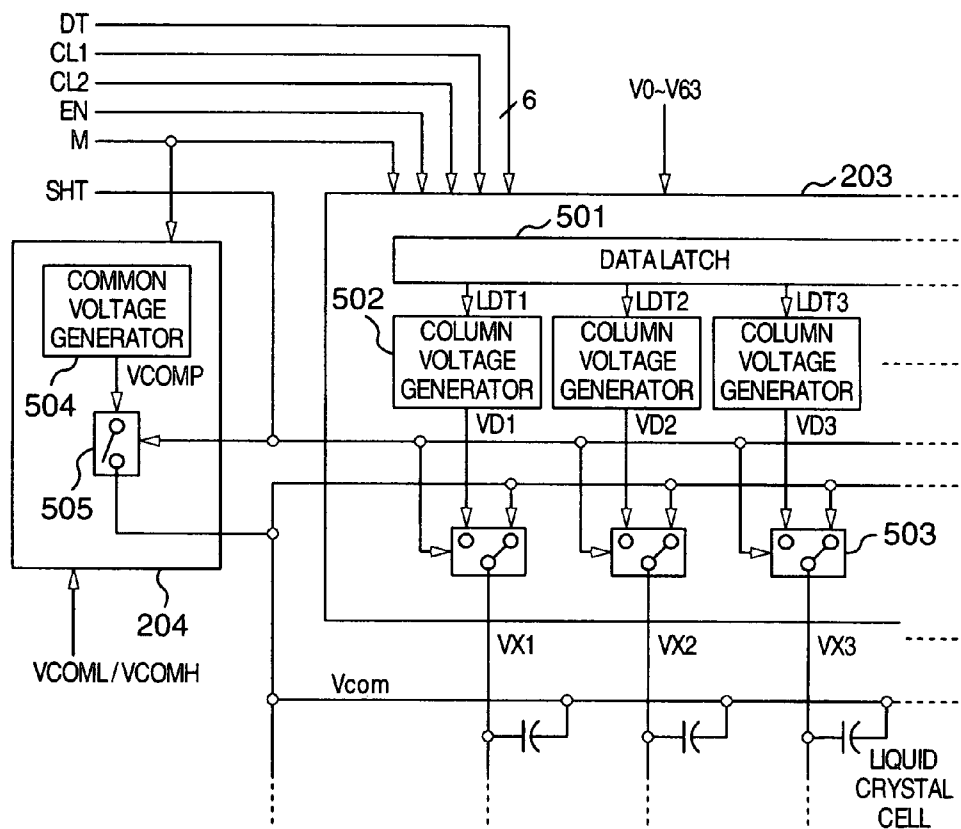 DT
CL1
CL2
EN
M
SHT
6
V0~V63
203
501
DATA LATCH
LDT1
LDT2
LDT3
502
COLUMN
VOLTAGE
GENERATOR
COLUMN
VOLTAGE
GENERATOR
COLUMN
VOLTAGE
GENERATOR
COMMON
VOLTAGE
GENERATOR
504
VCOMP
VD1
VD2
VD3
505
503
204
VCOML/VCOMH
VX1
VX2
VX3
Vcom
LIQUID
CRYSTAL
CELL